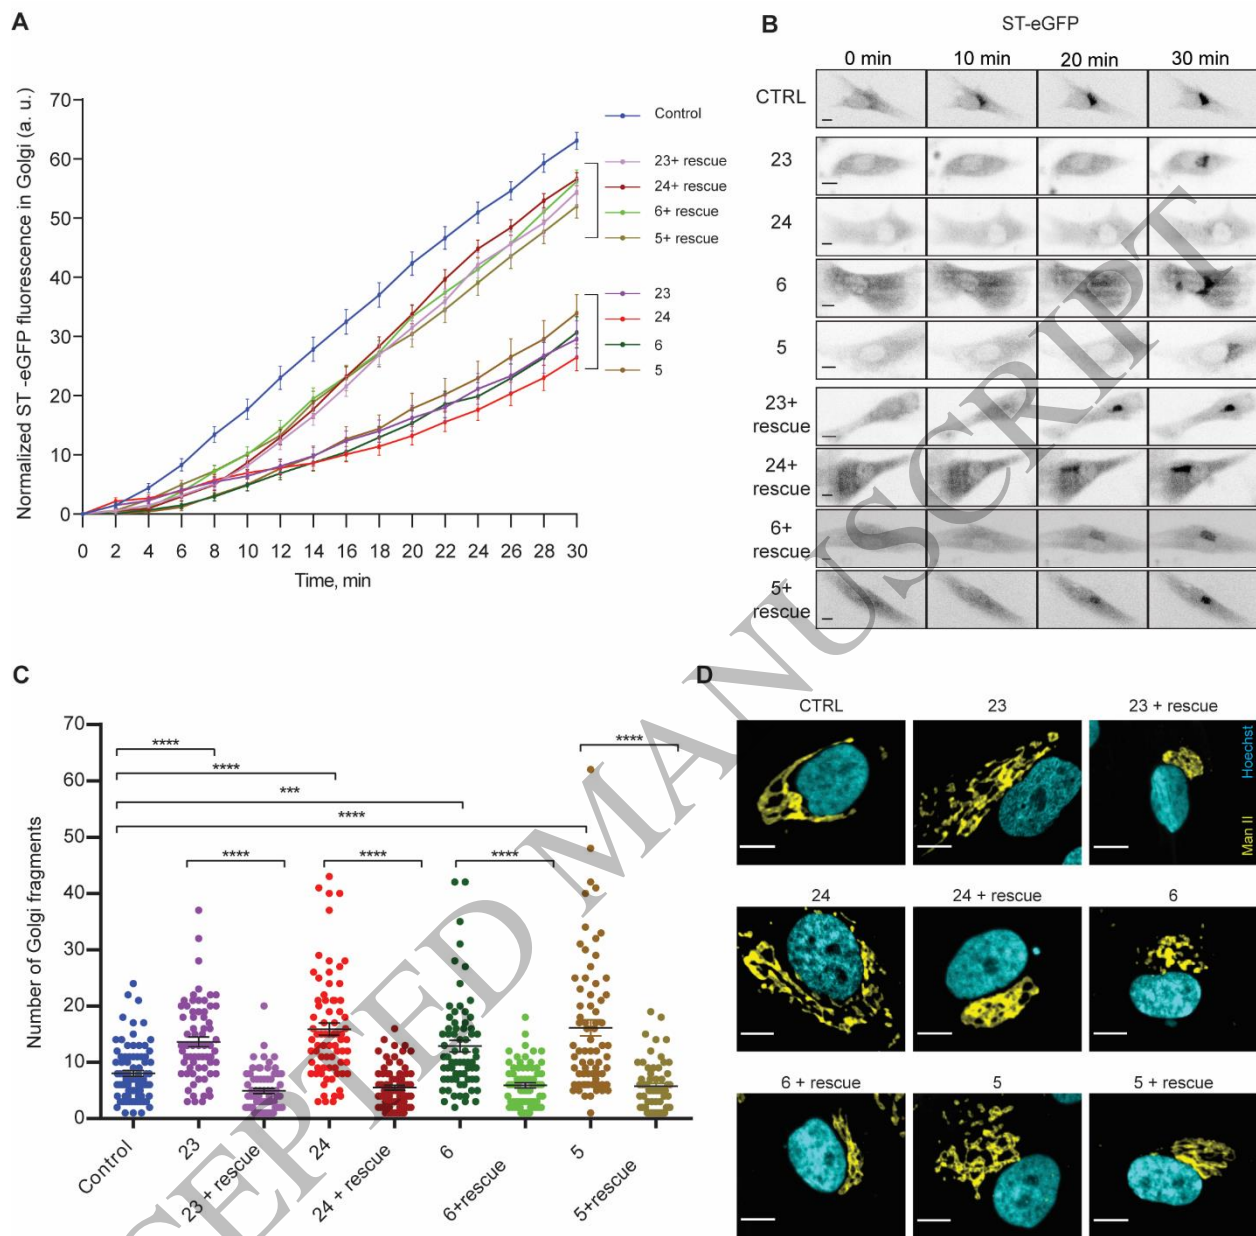 A
Normalized ST -eGFP fluorescence in Golgi (a. u.)
70
60
50
40
30
20
10
0
0 2 4 6 8 10 12 14 16 18 20 22 24 26 28 30
Time, min
Control
23+ rescue
24+ rescue
6+ rescue
5+ rescue
23
24
6
5
B
ST-eGFP
0 min 10 min 20 min 30 min
CTRL
23
24
6
5
23+
rescue
24+
rescue
6+
rescue
5+
rescue
C
Number of Golgi fragments
70
60
50
40
30
20
10
0
**** 
****
****
***
****
**** **** ****
Control 23 23 + rescue 24 24 + rescue 6 6+rescue 5 5+rescue
D
CTRL 23 23 + rescue
Man II Hoechst
24 24 + rescue 6
6 + rescue 5 5 + rescue
CEPTED MANUSCRIPT